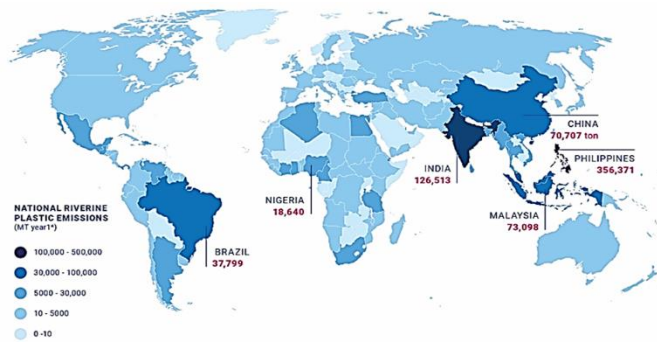 CHINA
70,707 ton
PHILIPPINES
356,371
INDIA
126,513
NIGERIA
18,640
MALAYSIA
73,098
BRAZIL
37,799
NATIONAL RIVERINE
PLASTIC EMISSIONS
(MT year1*)
100,000 - 500,000
30,000 - 100,000
5000 - 30,000
10 - 5000
0 -10